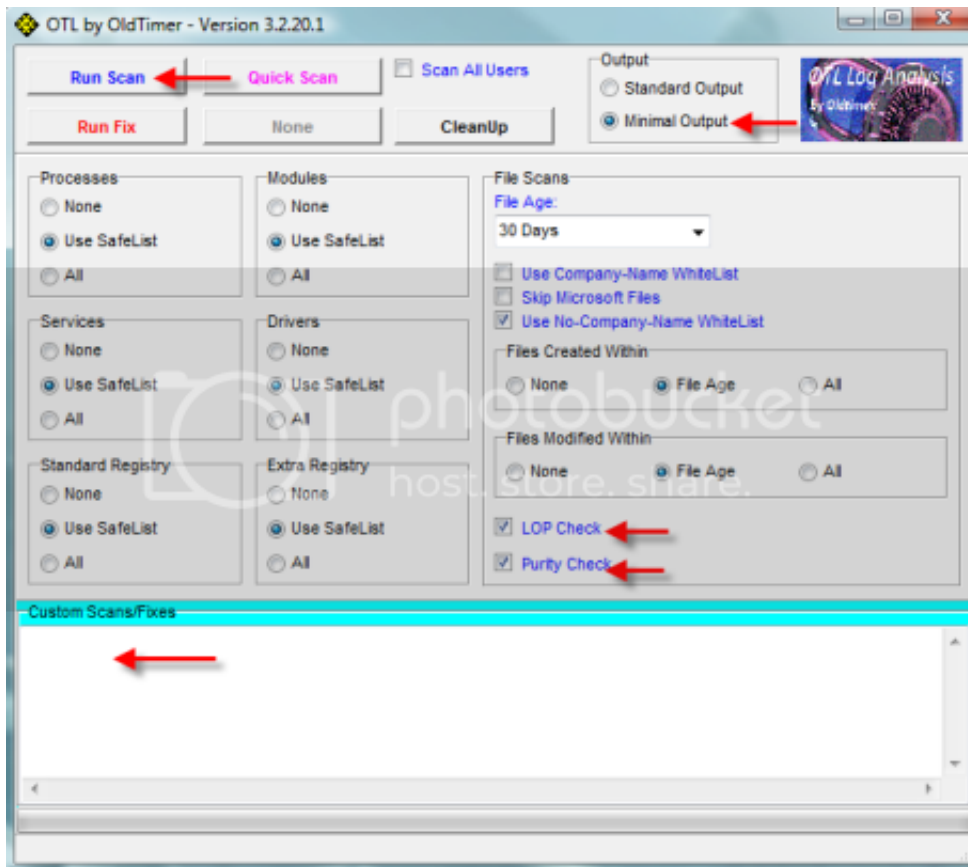 OTL by OldTimer - Version 3.2.20.1
Run Scan
Quick Scan
Scan All Users
Run Fix
None
CleanUp
Output
Standard Output
Minimal Output
OTL Log Analysis
by Oldtimer
Processes
None
Use SafeList
All
Modules
None
Use SafeList
All
Services
None
Use SafeList
All
Drivers
None
Use SafeList
All
Standard Registry
None
Use SafeList
All
Extra Registry
None
Use SafeList
All
File Scans
File Age:
30 Days
Use Company-Name WhiteList
Skip Microsoft Files
Use No-Company-Name WhiteList
Files Created Within
None File Age All
Files Modified Within
None File Age All
LOP Check
Purity Check
Custom Scans/Fixes
photobucket
host. store. share.